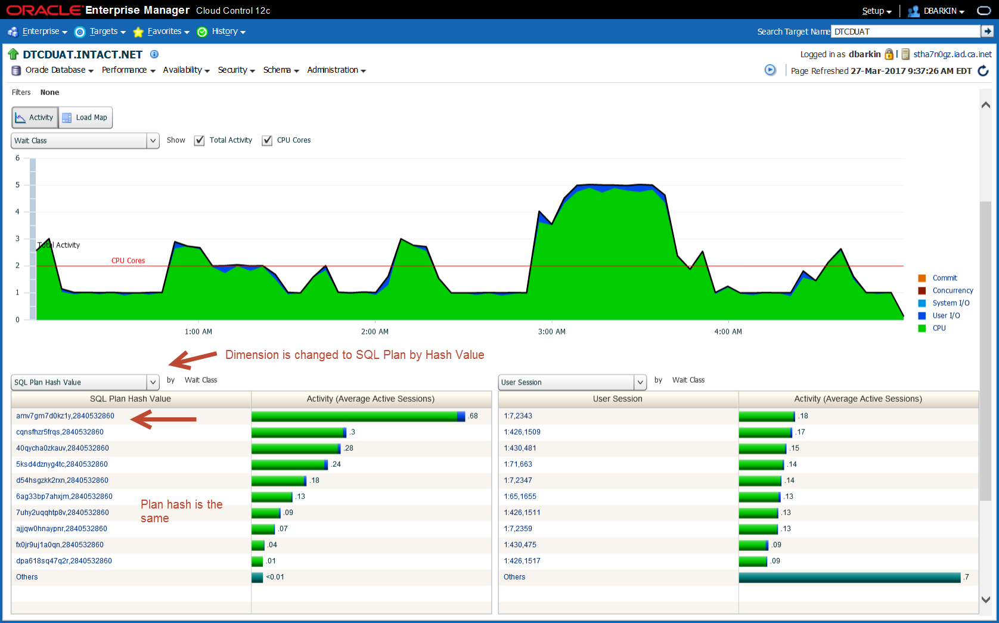 ORACLE Enterprise Manager Cloud Control 12c
Setup DBARKIN
Enterprise Targets Favorites History Search Target Name DTCDUAT
DTCDUAT.INTACT.NET Logged in as dbarkin stha7n0gz.iad.ca.inet
Oracle Database Performance Availability Security Schema Administration Page Refreshed 27-Mar-2017 9:37:26 AM EDT
Filters None
Activity Load Map
Wait Class Show Total Activity CPU Cores
6
5
4
3
Total Activity
CPU Cores
2
1
0
1:00 AM 2:00 AM 3:00 AM 4:00 AM
Commit
Concurrency
System I/O
User I/O
CPU
Dimension is changed to SQL Plan by Hash Value
SQL Plan Hash Value by Wait Class
SQL Plan Hash Value Activity (Average Active Sessions)
amv7gm7d0kz1y,2840532860 .68
cqnsfhzr5frqs,2840532860 .3
40qycha0zkauv,2840532860 .28
5ksd4dznyg4tc,2840532860 .24
d54hsgzkk2rxn,2840532860 .18
6ag33bp7ahxjm,2840532860 .13
7uhy2uqqhtp8v,2840532860 .09
ajjqw0hnaypnr,2840532860 .07
fx0jr9uj1a0qn,2840532860 .04
dpa618sq47q2r,2840532860 .01
Others <0.01
Plan hash is the
same
User Session by Wait Class
User Session Activity (Average Active Sessions)
1:7,2343 .18
1:426,1509 .17
1:430,481 .15
1:71,663 .14
1:7,2347 .14
1:65,1655 .13
1:426,1511 .13
1:7,2359 .13
1:430,475 .09
1:426,1517 .09
Others .7